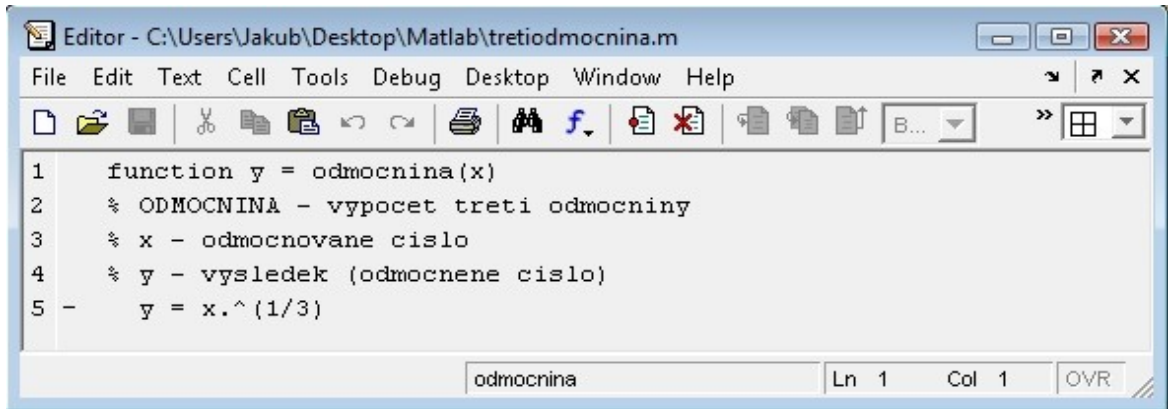 Editor - C:\Users\Jakub\Desktop\Matlab\tretiodmocnina.m
File Edit Text Cell Tools Debug Desktop Window Help
B... »
1 function y = odmocnina(x)
2 % ODMOCNINA - vypocet treti odmocniny
3 % x - odmocnovane cislo
4 % y - vysledek (odmocnene cislo)
5 - y = x.^(1/3)
odmocnina Ln 1 Col 1 OVR